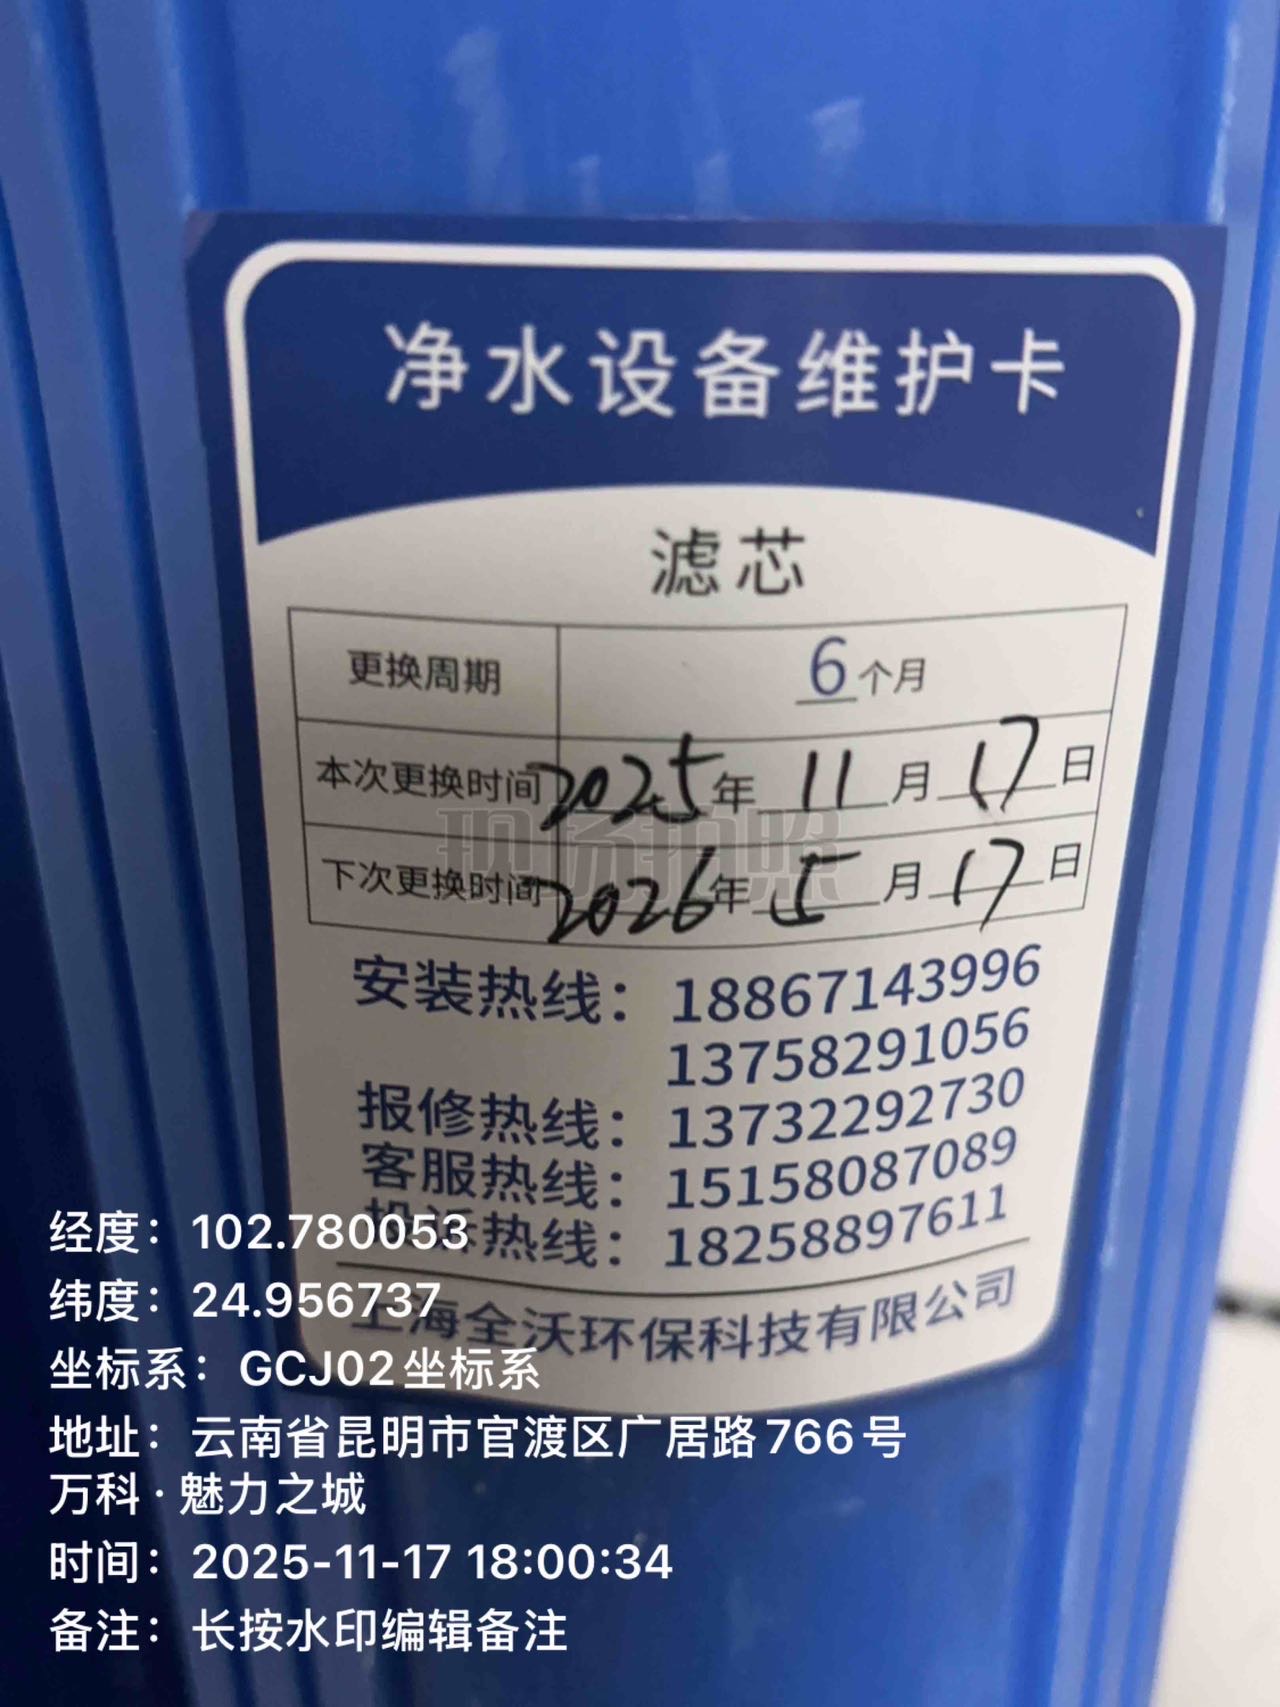 净水设备维护卡
滤芯
更换周期 6个月
本次更换时间 2025年 11月 17日
下次更换时间 2026年 5月 17日
现场拍照
安装热线：18867143996
13758291056
报修热线：13732292730
客服热线：15158087089
投诉热线：18258897611
上海全沃环保科技有限公司
经度：102.780053
纬度：24.956737
坐标系：GCJ02坐标系
地址：云南省昆明市官渡区广居路766号
万科·魅力之城
时间：2025-11-17 18:00:34
备注：长按水印编辑备注